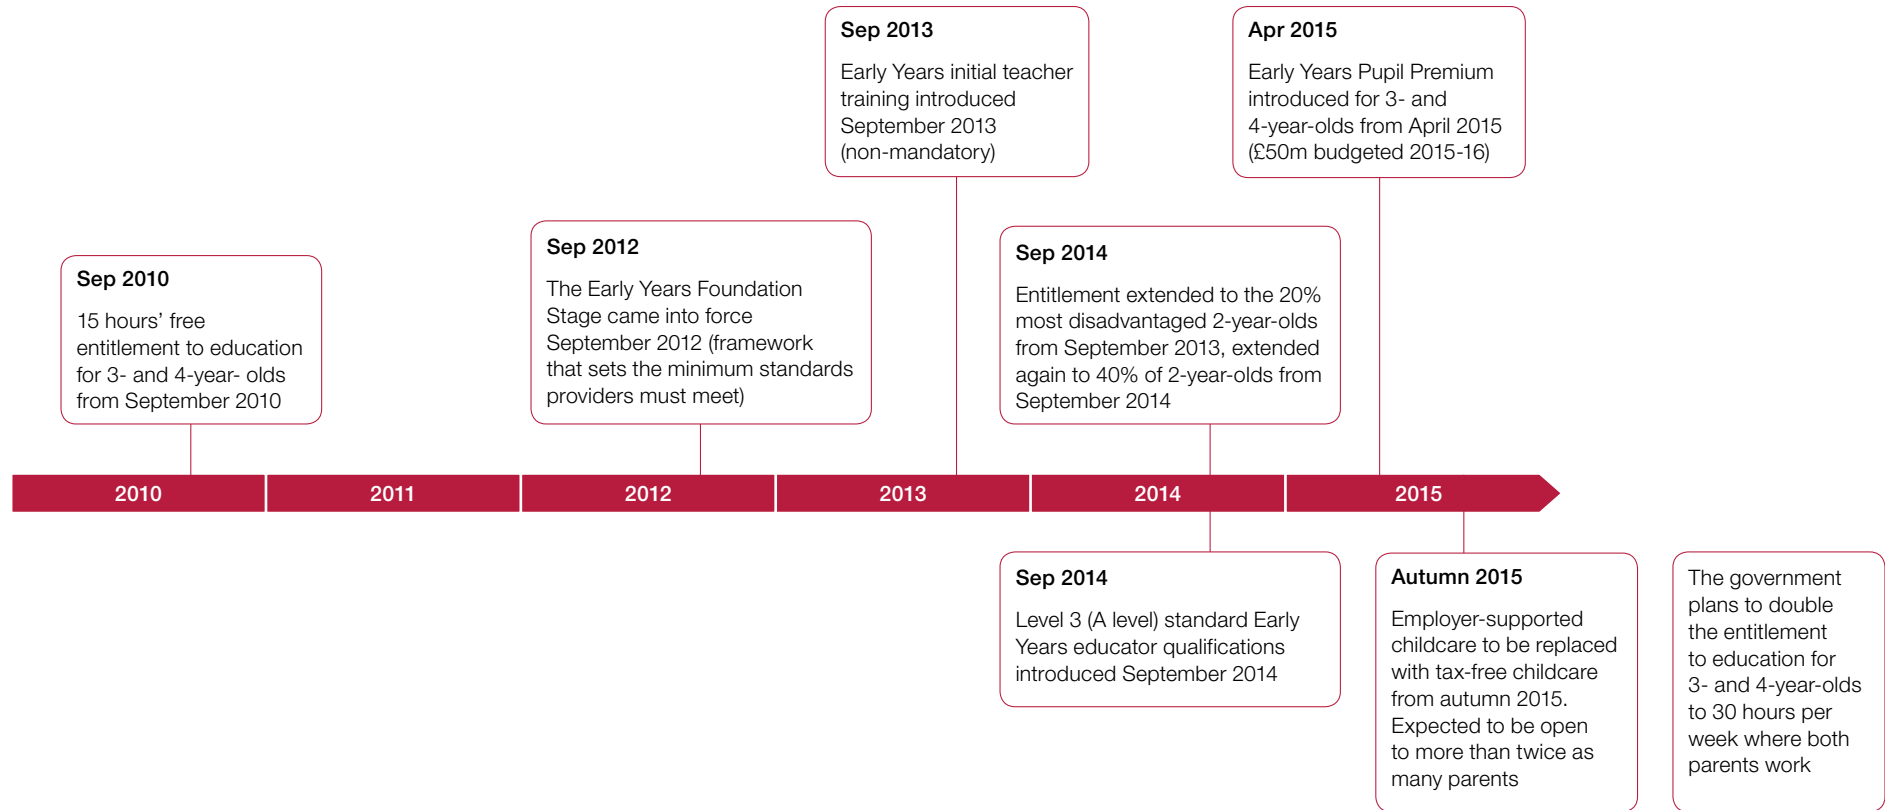 Sep 2013
Early Years initial teacher
training introduced
September 2013
(non-mandatory)
Apr 2015
Early Years Pupil Premium
introduced for 3- and
4-year-olds from April 2015
(£50m budgeted 2015-16)
Sep 2010
15 hours’ free
entitlement to education
for 3- and 4-year- olds
from September 2010
Sep 2012
The Early Years Foundation
Stage came into force
September 2012 (framework
that sets the minimum standards
providers must meet)
Sep 2014
Entitlement extended to the 20%
most disadvantaged 2-year-olds
from September 2013, extended
again to 40% of 2-year-olds from
September 2014
2010
2011
2012
2013
2014
2015
Sep 2014
Level 3 (A level) standard Early
Years educator qualifications
introduced September 2014
Autumn 2015
Employer-supported
childcare to be replaced
with tax-free childcare
from autumn 2015.
Expected to be open
to more than twice as
many parents
The government
plans to double
the entitlement
to education for
3- and 4-year-olds
to 30 hours per
week where both
parents work